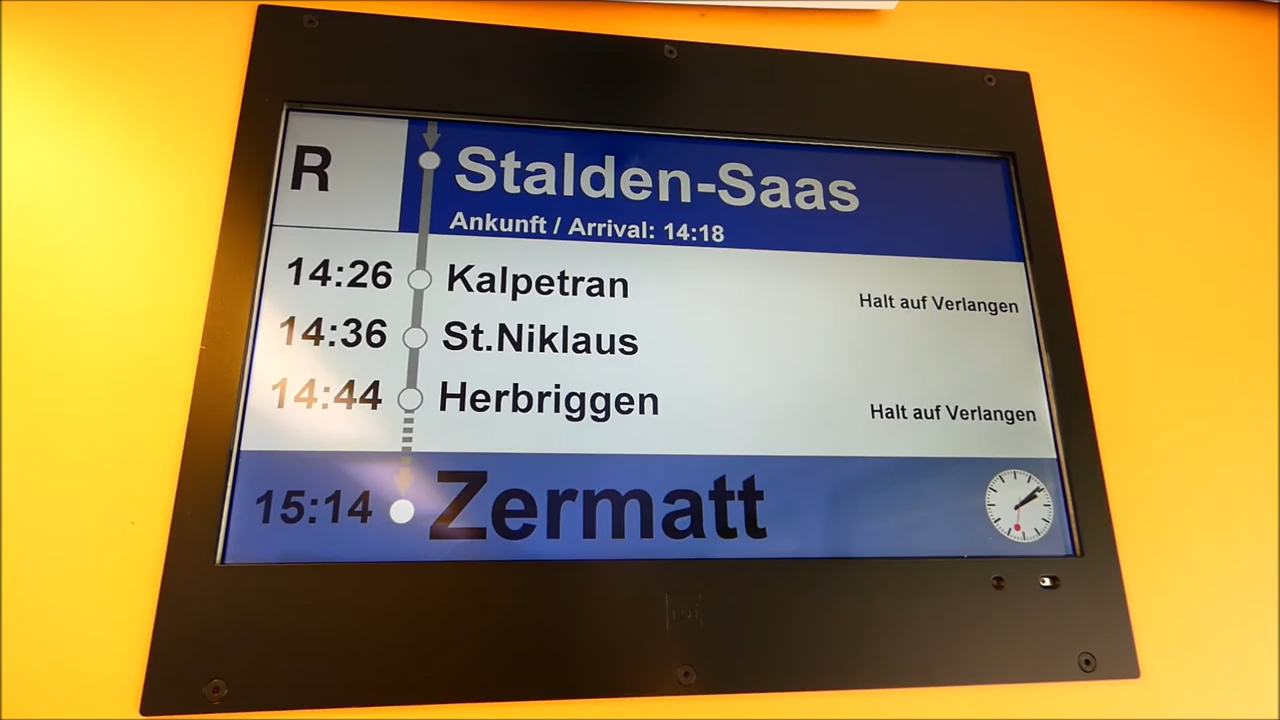 R
Stalden-Saas
Ankunft / Arrival: 14:18
14:26 Kalpetran Halt auf Verlangen
14:36 St.Niklaus
14:44 Herbriggen Halt auf Verlangen
15:14 Zermatt